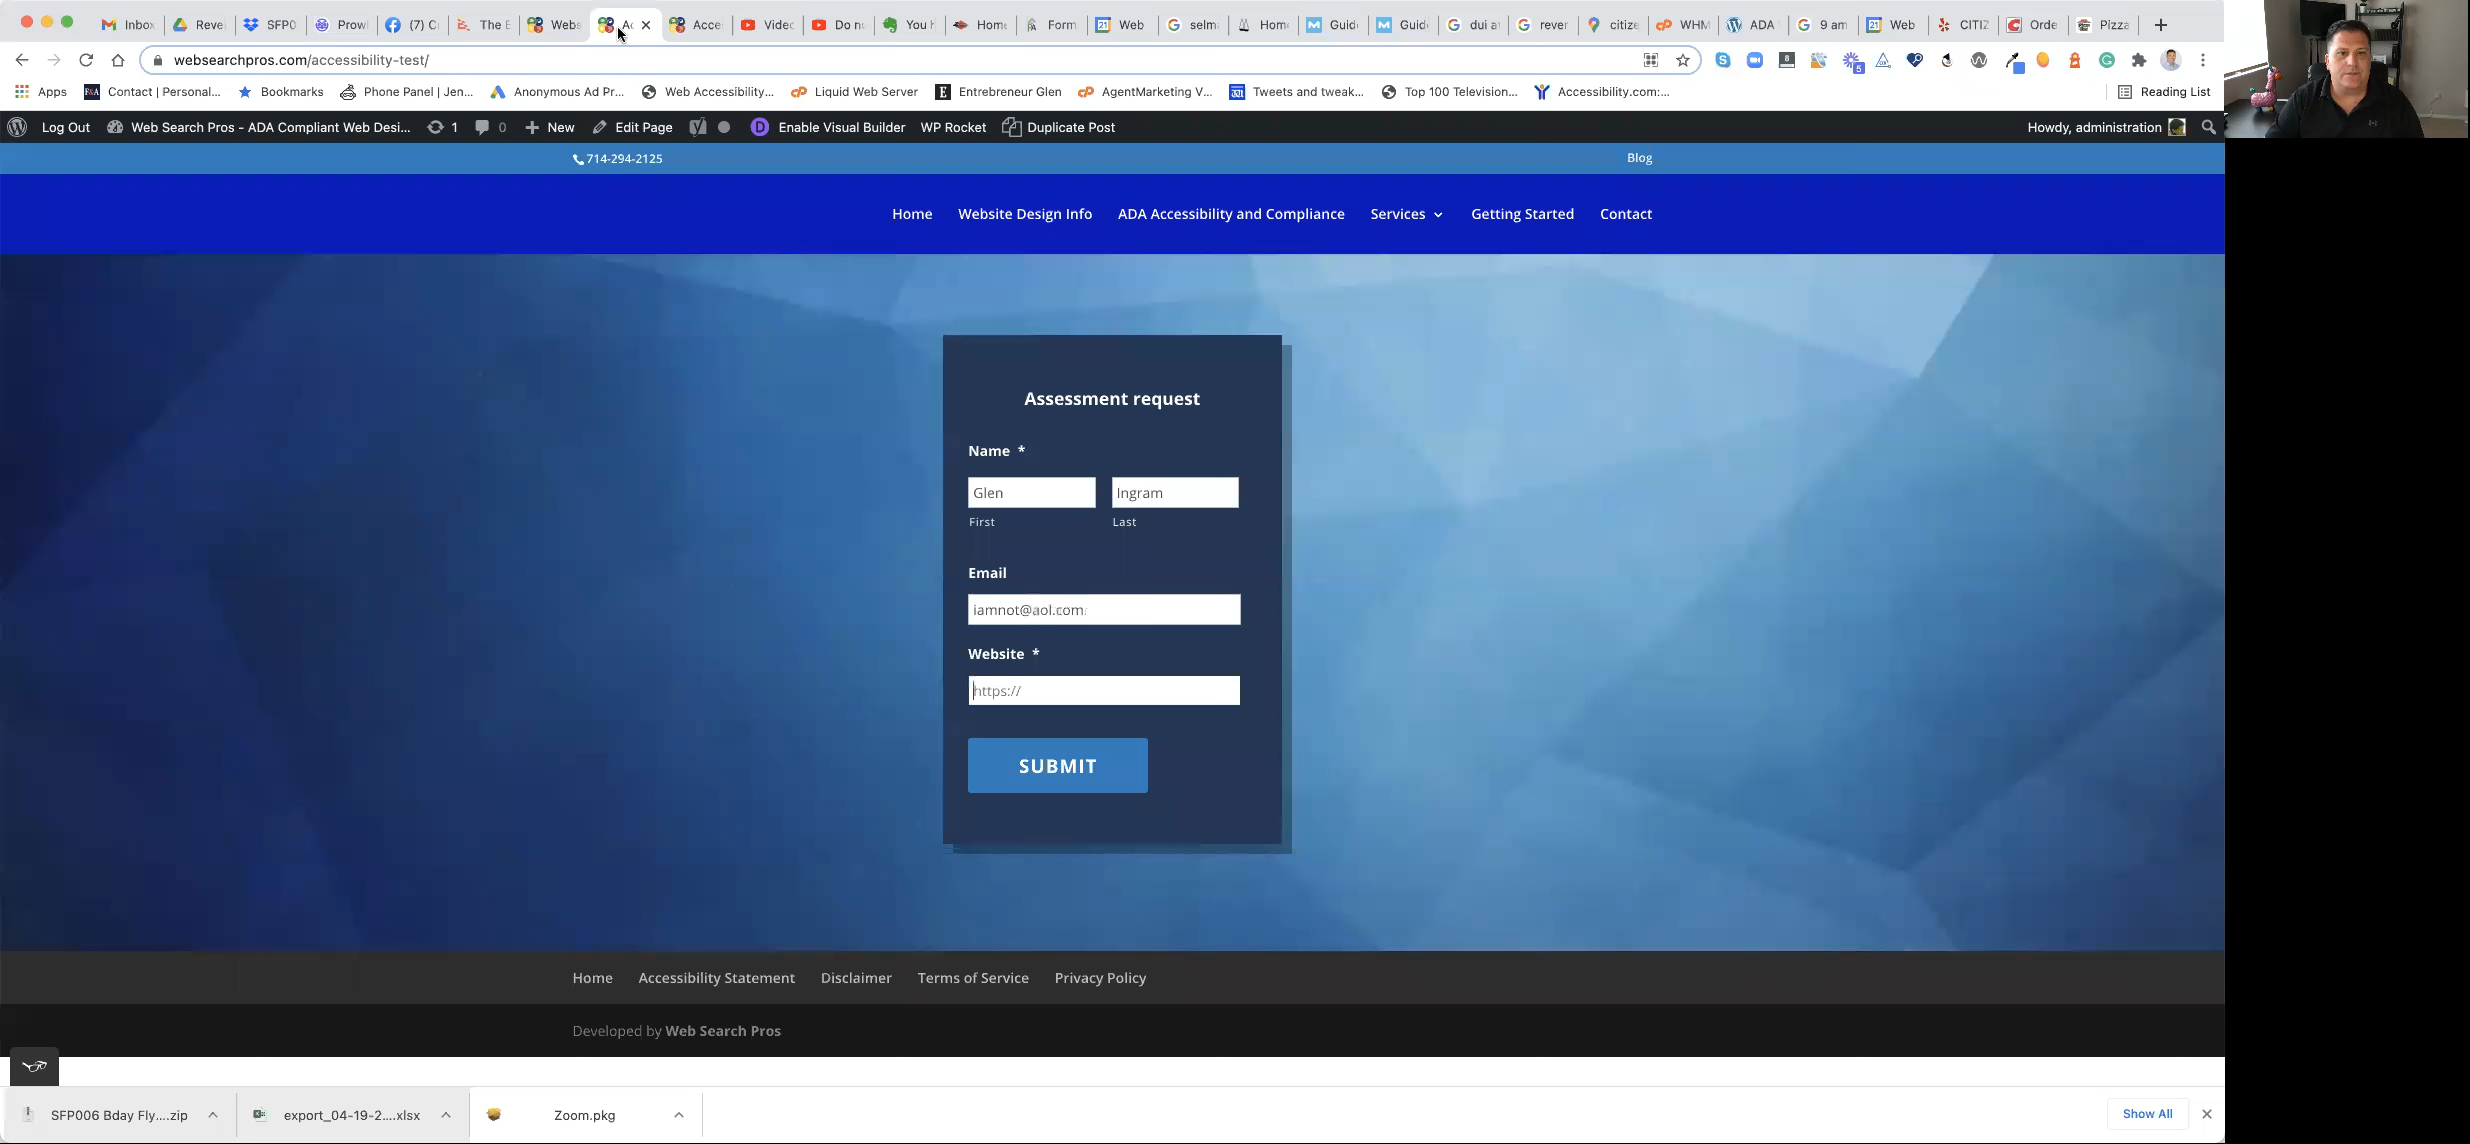 Inbox Reve SFP0 Prowl (7) C The E Webs Ac Acce Video Do n You h Home Form Web selm Home Guid Guid dui a rever citize WHM ADA 9 am Web CITIZ Orde Pizza
websearchpros.com/accessibility-test/
Apps Contact | Personal... Bookmarks Phone Panel | Jen... Anonymous Ad Pr... Web Accessibility... Liquid Web Server Entrebreneur Glen AgentMarketing V... Tweets and tweak... Top 100 Television... Accessibility.com:... Reading List
Log Out Web Search Pros - ADA Compliant Web Desi... 1 0 New Edit Page Enable Visual Builder WP Rocket Duplicate Post Howdy, administration
714-294-2125 Blog
Home Website Design Info ADA Accessibility and Compliance Services Getting Started Contact
Assessment request
Name *
Glen Ingram
First Last
Email
iamnot@aol.com
Website *
https://
SUBMIT
Home Accessibility Statement Disclaimer Terms of Service Privacy Policy
Developed by Web Search Pros
SFP006 Bday Fly....zip export_04-19-2....xlsx Zoom.pkg Show All